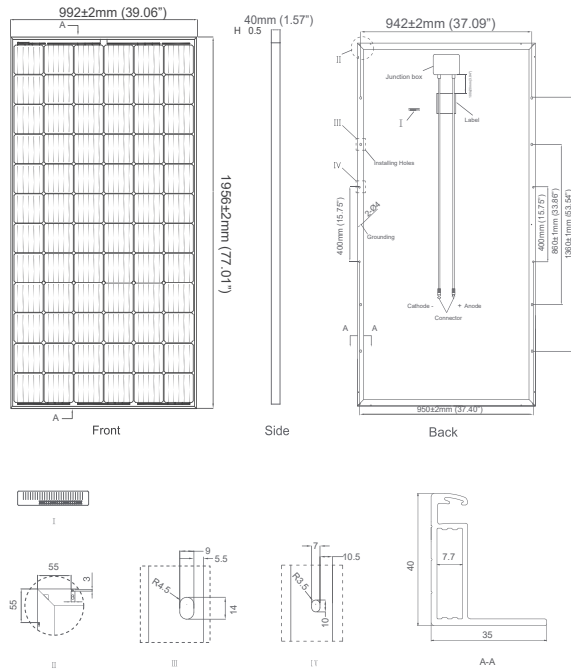 992±2mm (39.06")
A
1956±2mm (77.01")
A
Front
40mm (1.57")
H 0.5
Side
942±2mm (37.09")
II
Junction box
I
Label
III
Installing Holes
IV
400mm (15.75")
2-Ø4
Grounding
400mm (15.75")
860±1mm (33.86")
1360±1mm (53.54")
Cathode -
+ Anode
Connector
A
A
950±2mm (37.40")
Back
I
55
3
55
II
9
5.5
R4.5
14
III
7
10.5
R3.5
10
IV
40
7.7
35
A-A